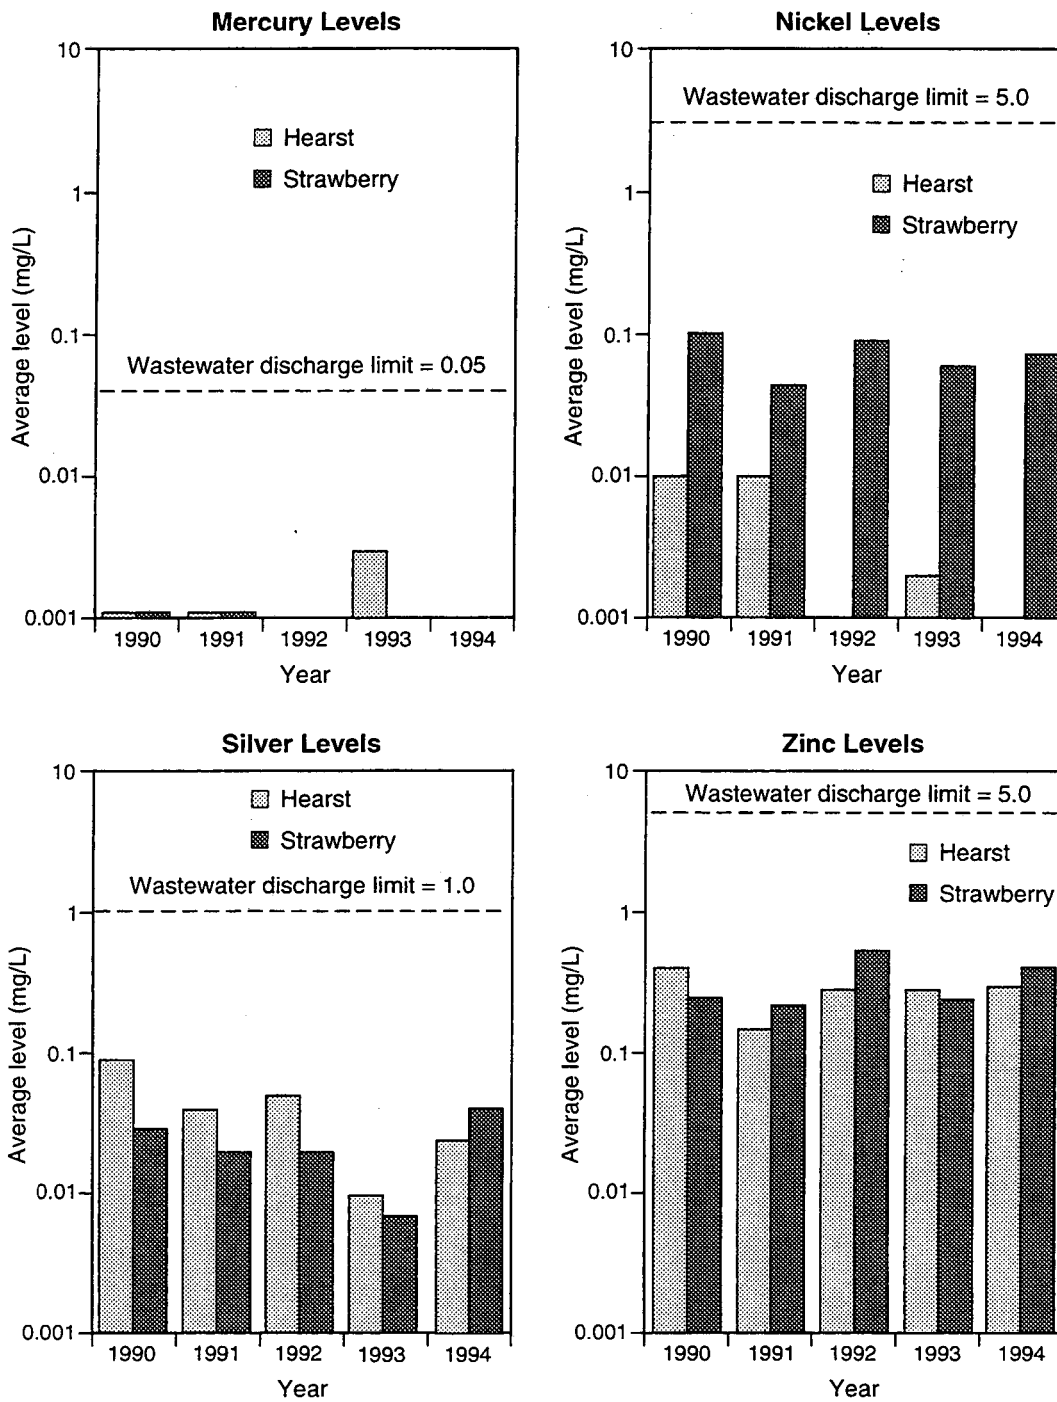 Mercury Levels
10
1
0.1
0.01
0.001
Average level (mg/L)
Hearst
Strawberry
Wastewater discharge limit = 0.05
1990 1991 1992 1993 1994
Year
Nickel Levels
10
1
0.1
0.01
0.001
Average level (mg/L)
Wastewater discharge limit = 5.0
Hearst
Strawberry
1990 1991 1992 1993 1994
Year
Silver Levels
10
1
0.1
0.01
0.001
Average level (mg/L)
Hearst
Strawberry
Wastewater discharge limit = 1.0
1990 1991 1992 1993 1994
Year
Zinc Levels
10
1
0.1
0.01
0.001
Average level (mg/L)
Wastewater discharge limit = 5.0
Hearst
Strawberry
1990 1991 1992 1993 1994
Year